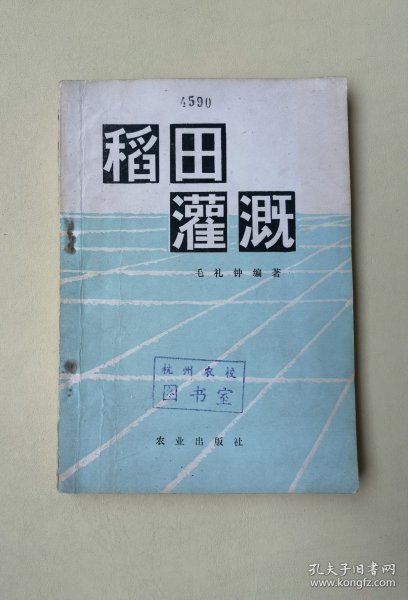 4590
稻田
灌溉
毛礼钟编著
杭州农校
图书室
农业出版社
孔夫子旧书网
www.kongfz.com